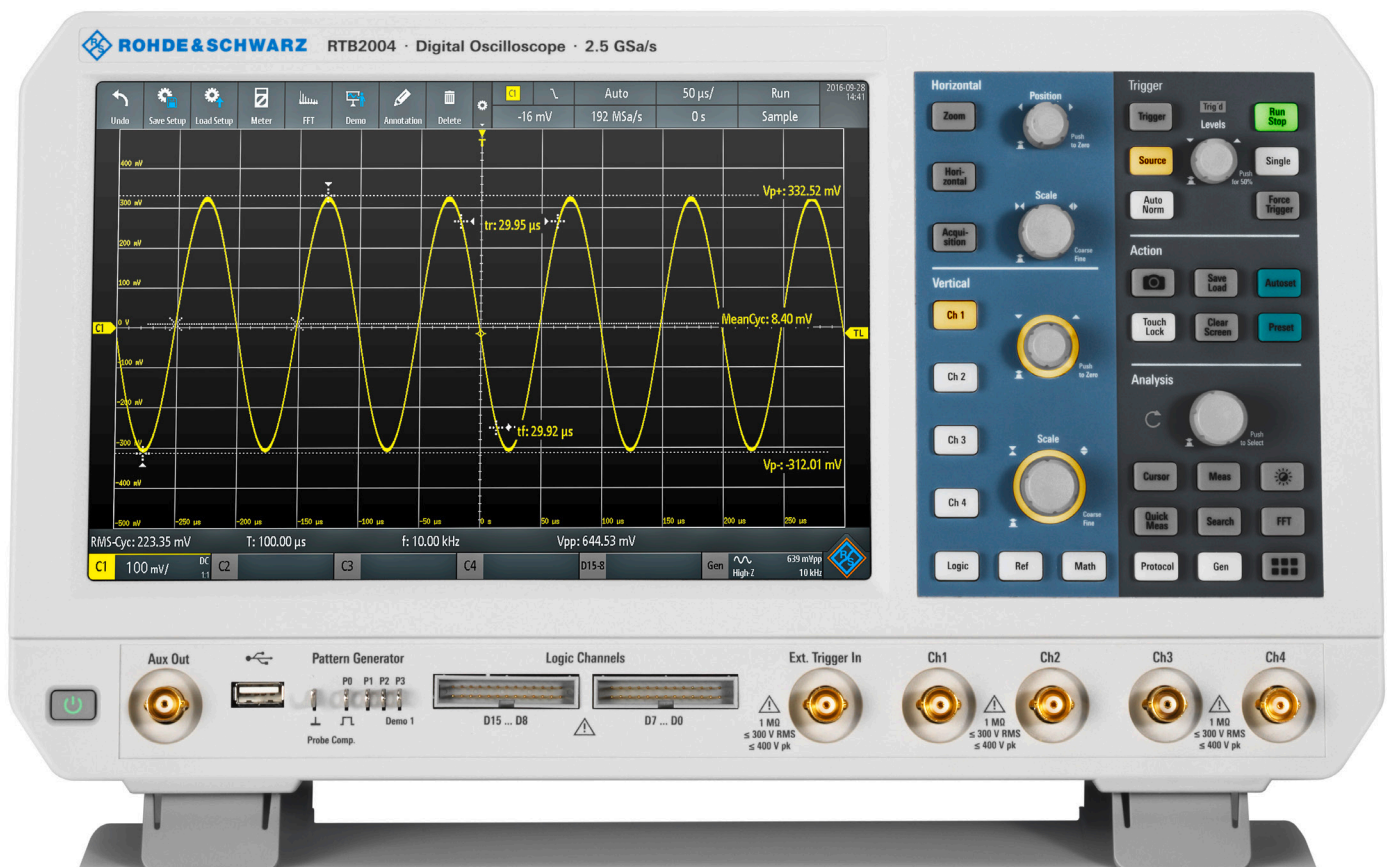 ROHDE&SCHWARZ RTB2004 · Digital Oscilloscope · 2.5 GSa/s
Undo Save Setup Load Setup Meter FFT Demo Annotation Delete
C1 Auto 50 µs/ Run 2016-09-28
-16 mV 192 MSa/s 0 s Sample 14:41
T
400 mV
Vp+: 332.52 mV
300 mV
tr: 29.95 µs
200 mV
100 mV
MeanCyc: 8.40 mV
C1 0 V TL
-100 mV
-200 mV
tf: 29.92 µs
-300 mV
Vp-: -312.01 mV
-400 mV
-500 mV -250 µs -200 µs -150 µs -100 µs -50 µs 0 s 50 µs 100 µs 150 µs 200 µs 250 µs
RMS-Cyc: 223.35 mV T: 100.00 µs f: 10.00 kHz Vpp: 644.53 mV
C1 100 mV/ DC 1:1 C2 C3 C4 D15-8 Gen High-Z 639 mVpp 10 kHz
R&S
Horizontal
Position
Zoom
Push
to Zero
Hori-
zontal
Scale
Acqui-
sition
Coarse
Fine
Vertical
Ch 1
Push
to Zero
Ch 2
Ch 3
Scale
Ch 4
Coarse
Fine
Logic Ref Math
Trigger
Trigger Trig'd Run
Levels Stop
Source Single
Push
for 50%
Auto
Norm
Force
Trigger
Action
Save
Load
Autoset
Touch
Lock
Clear
Screen
Preset
Analysis
Push
to Select
Cursor Meas
Quick
Meas
Search FFT
Protocol Gen
Aux Out
Pattern Generator
P0 P1 P2 P3
Demo 1
Probe Comp.
Logic Channels
D15 ... D8 D7 ... D0
Ext. Trigger In
1 MΩ
≤ 300 V RMS
≤ 400 V pk
Ch1 Ch2
1 MΩ
≤ 300 V RMS
≤ 400 V pk
Ch3 Ch4
1 MΩ
≤ 300 V RMS
≤ 400 V pk